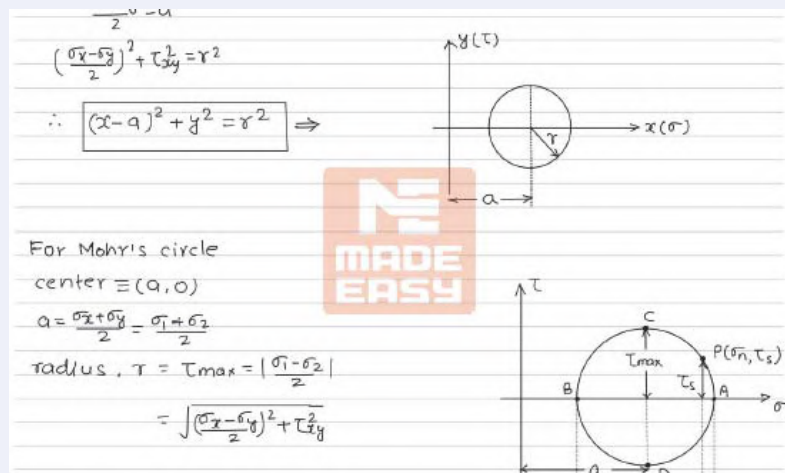 (σx-σy/2)² + τxy² = r²
∴ (x-a)² + y² = r² ⇒
y(τ)
x(σ)
r
a
For Mohr's circle
center ≡ (a,0)
a = σx+σy/2 = σ1+σ2/2
radius, r = τmax = |σ1-σ2/2|
= √(σx-σy/2)² + τxy²
MADE
EASY
τ
C
P(σn,τs)
τmax
τs
B
A
σ
a